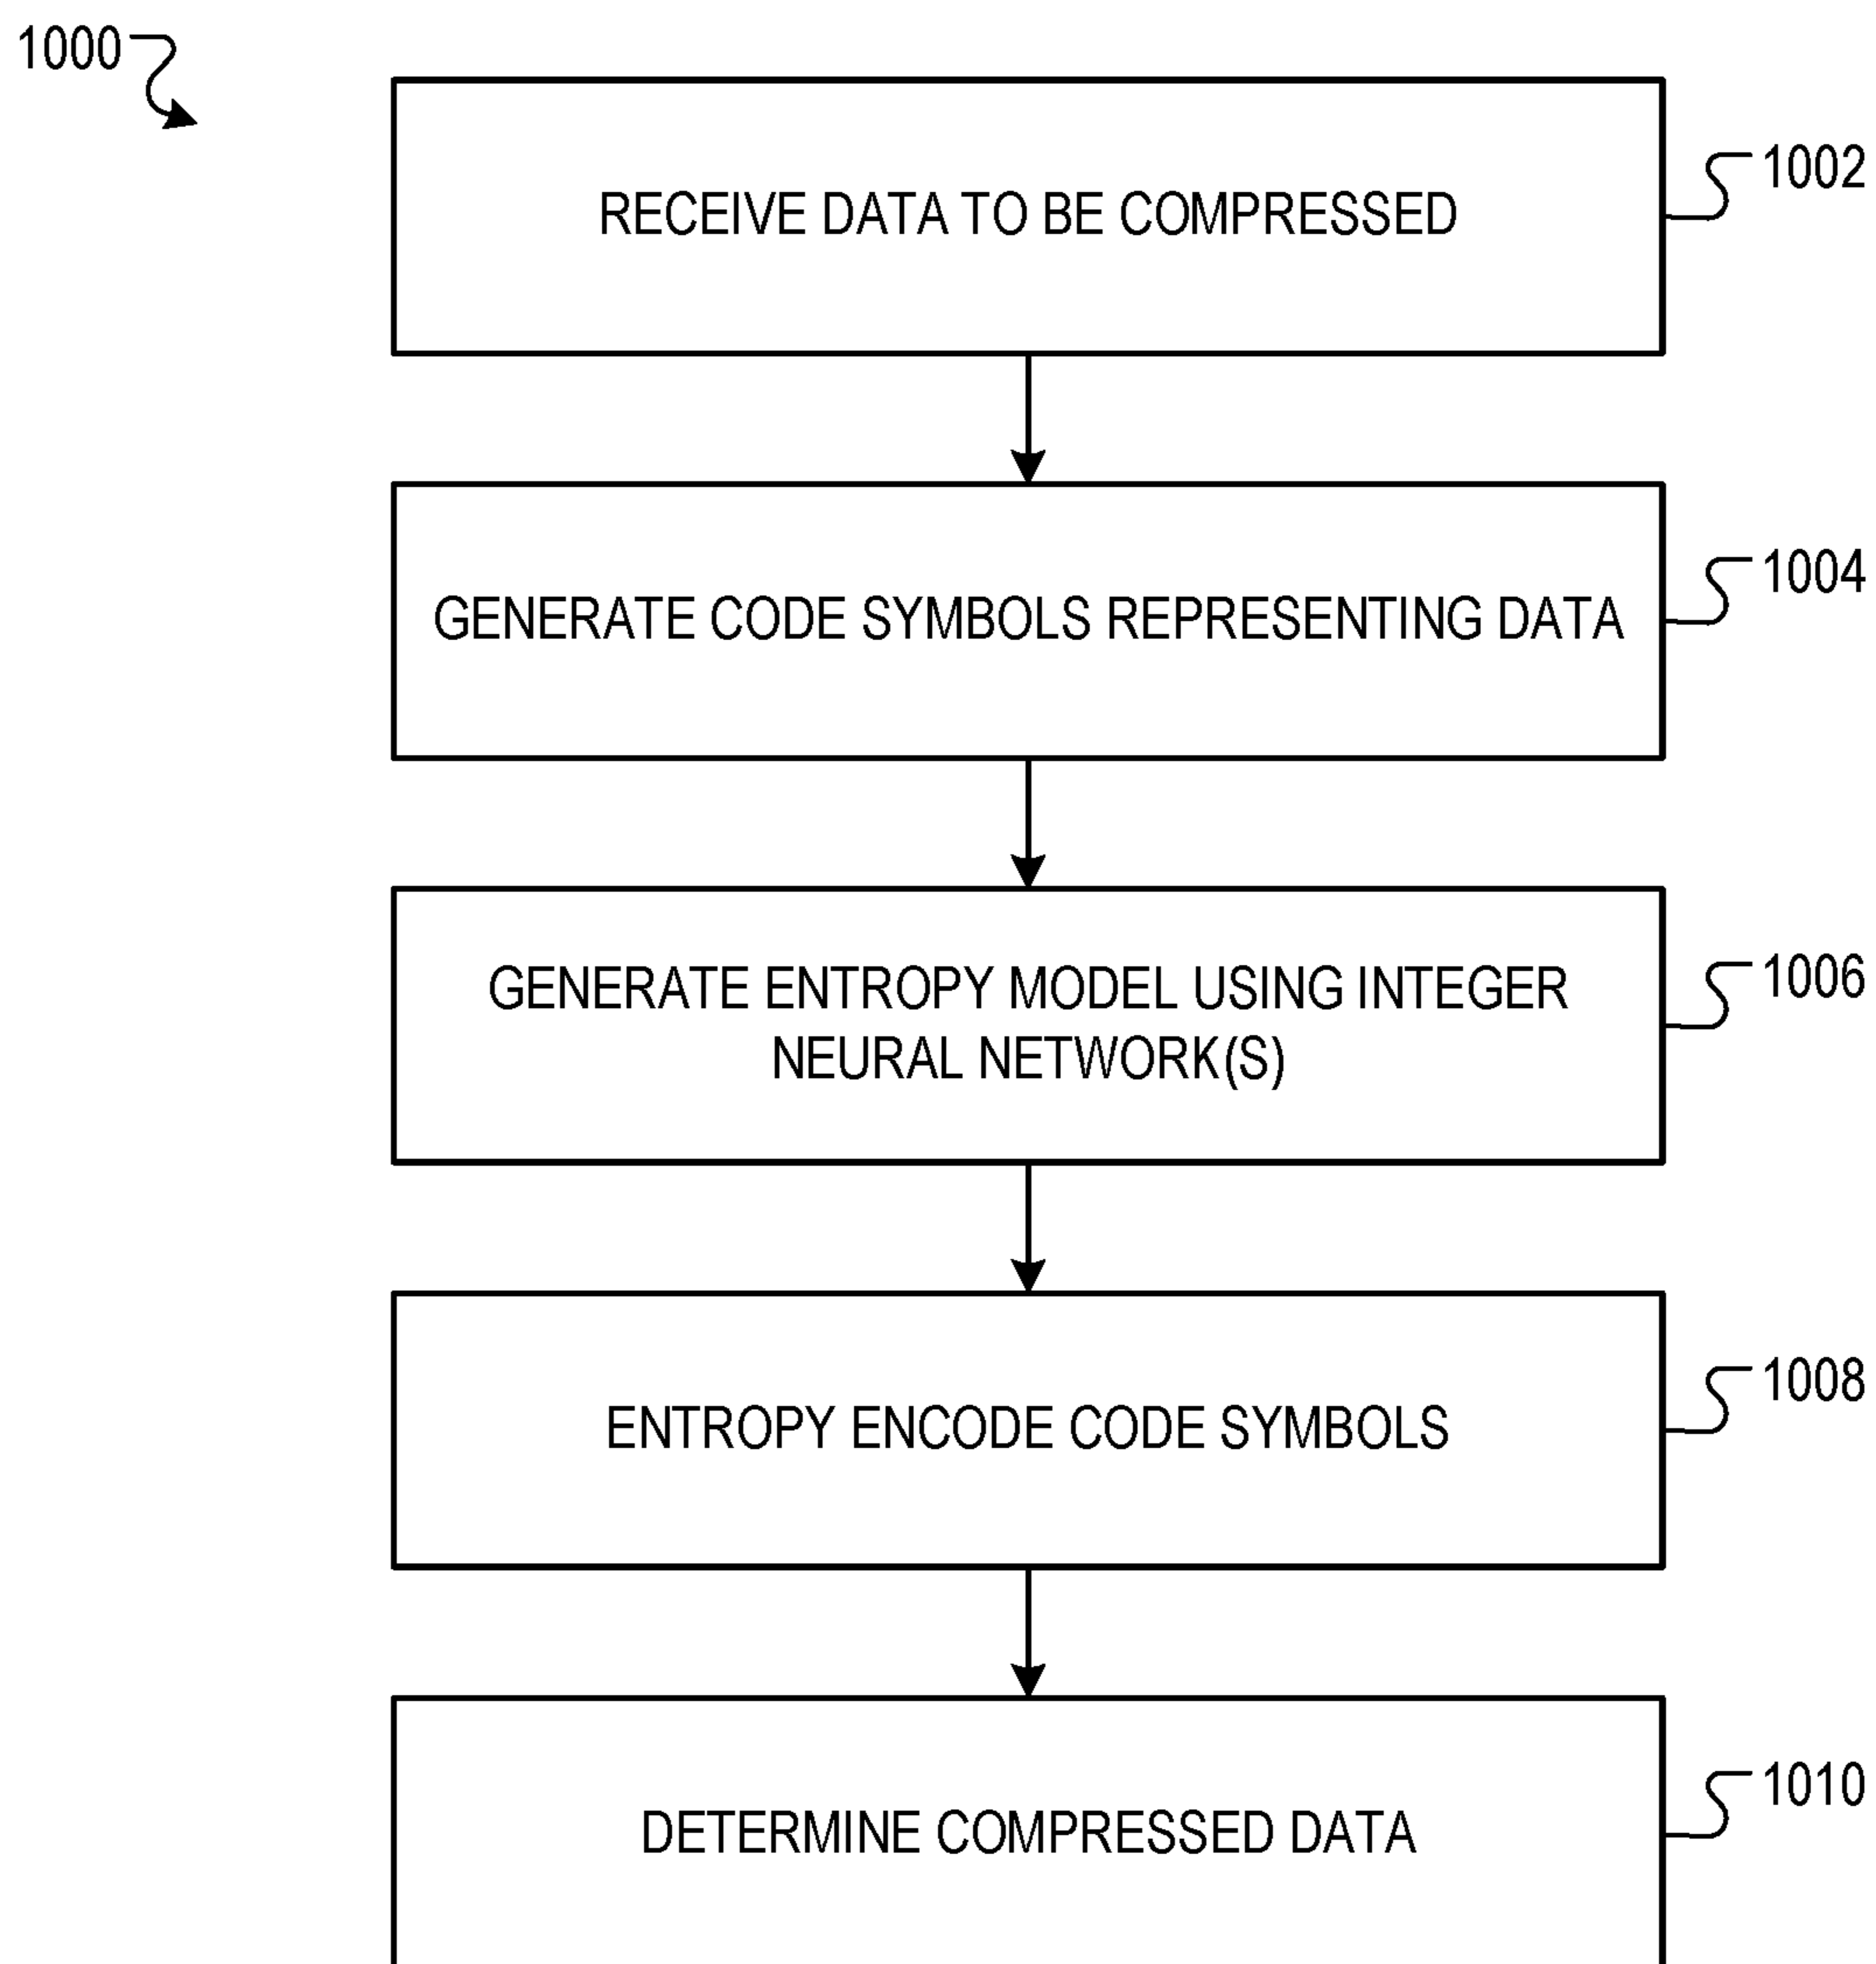 1000
RECEIVE DATA TO BE COMPRESSED
1002
GENERATE CODE SYMBOLS REPRESENTING DATA
1004
GENERATE ENTROPY MODEL USING INTEGER
NEURAL NETWORK(S)
1006
ENTROPY ENCODE CODE SYMBOLS
1008
DETERMINE COMPRESSED DATA
1010